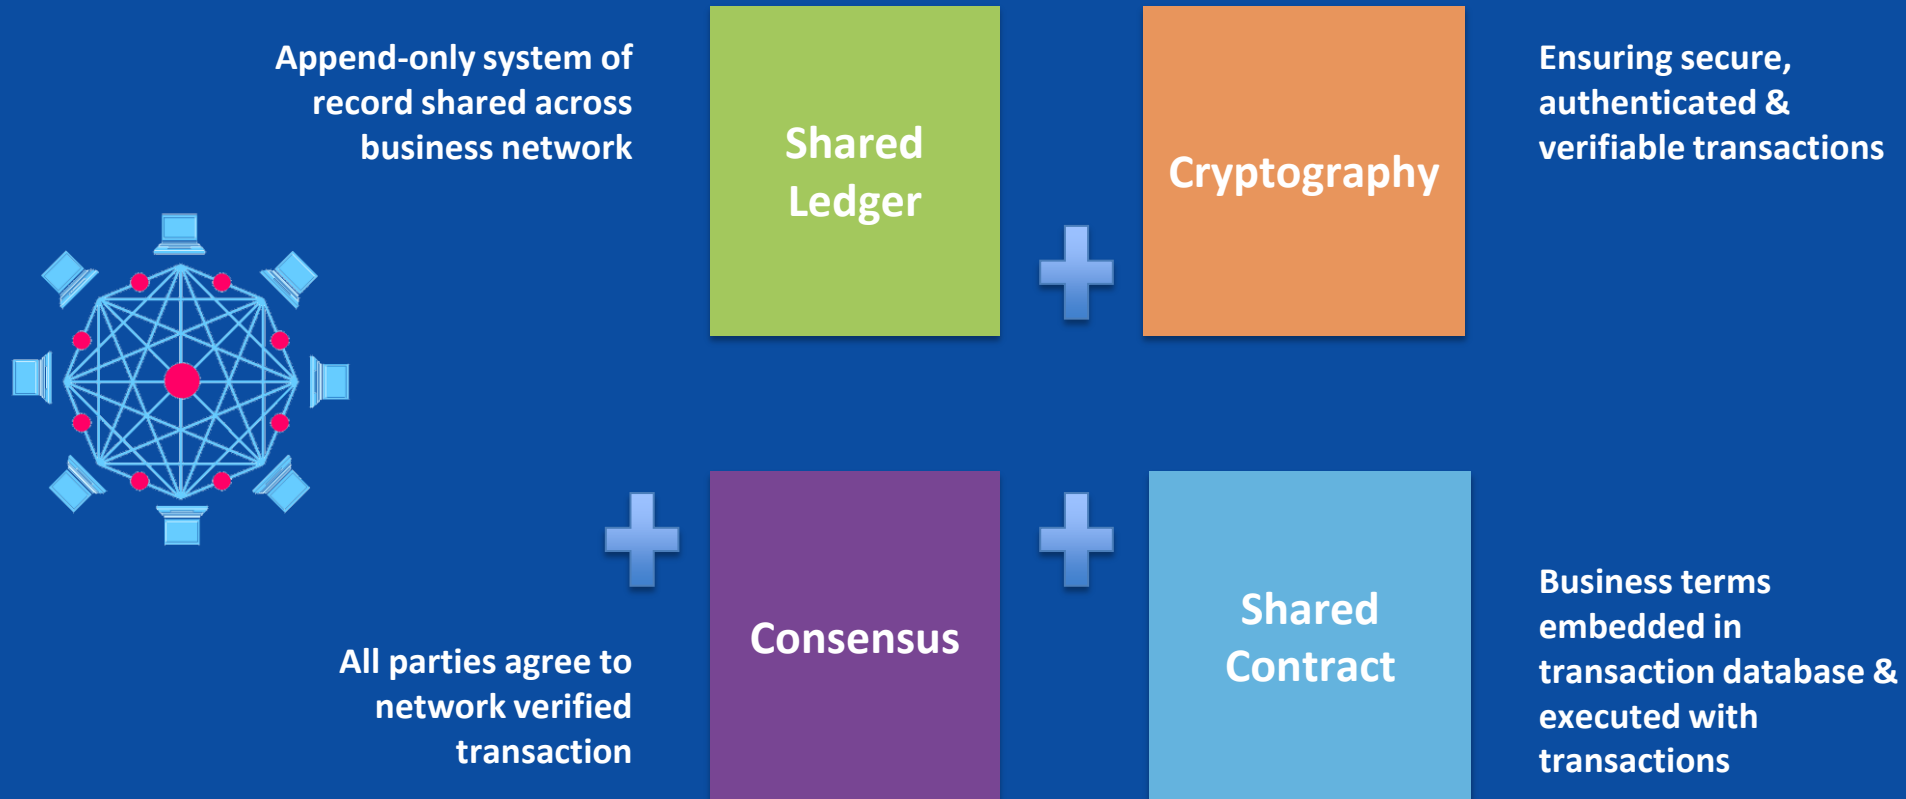 Append-only system of
record shared across
business network
Shared
Ledger
Cryptography
Ensuring secure,
authenticated &
verifiable transactions
All parties agree to
network verified
transaction
Consensus
Shared
Contract
Business terms
embedded in
transaction database &
executed with
transactions